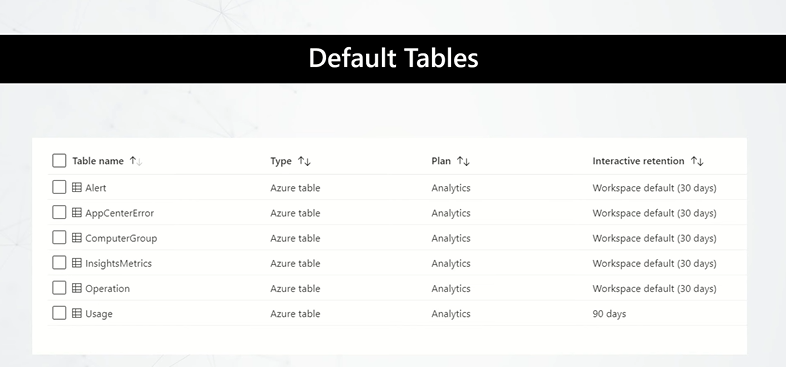 Default Tables
Table name Type Plan Interactive retention
Alert Azure table Analytics Workspace default (30 days)
AppCenterError Azure table Analytics Workspace default (30 days)
ComputerGroup Azure table Analytics Workspace default (30 days)
InsightsMetrics Azure table Analytics Workspace default (30 days)
Operation Azure table Analytics Workspace default (30 days)
Usage Azure table Analytics 90 days